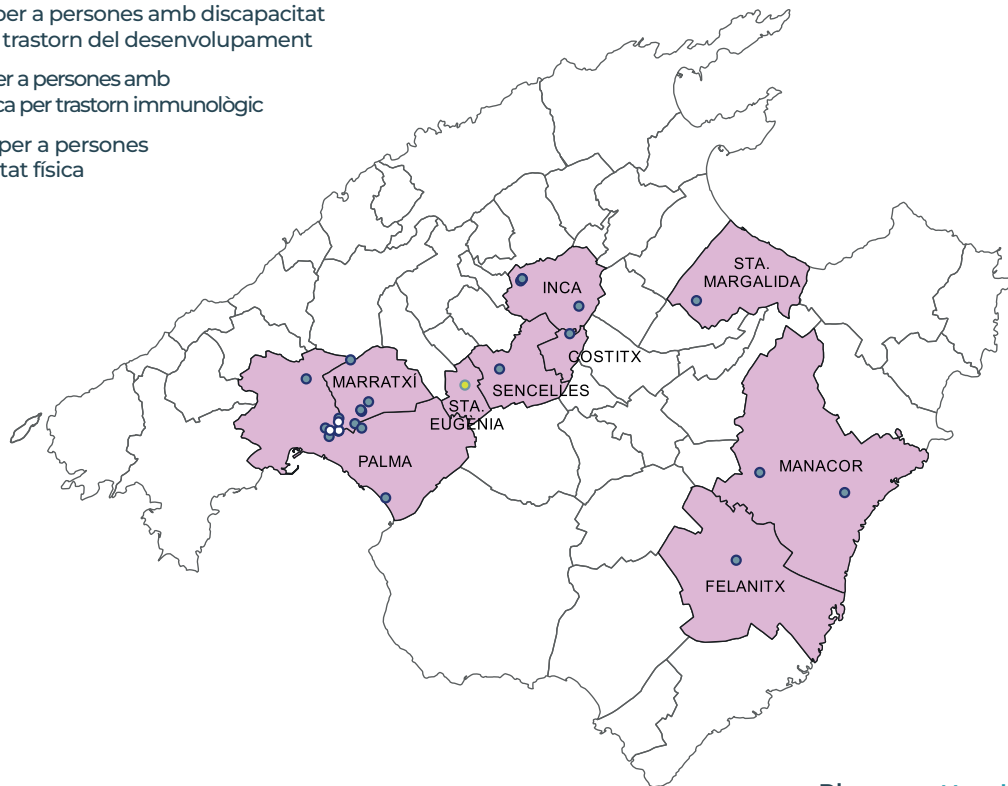 per a persones amb discapacitat
trastorn del desenvolupament
er a persones amb
ca per trastorn immunològic
per a persones
tat física
STA.
MARGALIDA
INCA
COSTITX
MARRATXÍ
SENCELLES
STA.
EUGÈNIA
PALMA
MANACOR
FELANITX